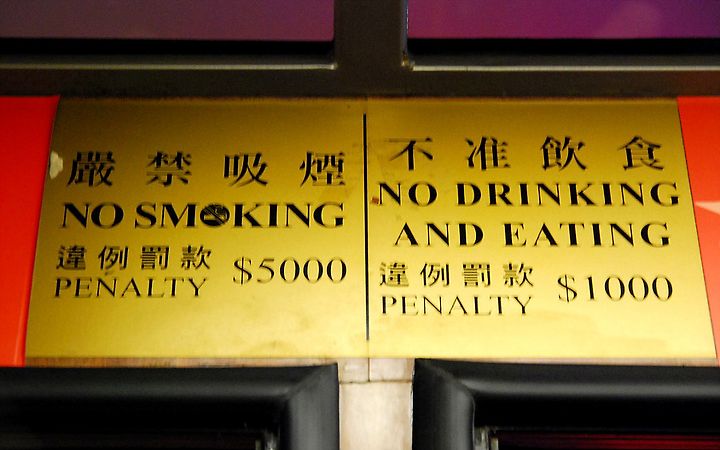 嚴禁吸煙
NO SMOKING
違例罰款
PENALTY
$5000
不准飲食
NO DRINKING
AND EATING
違例罰款
PENALTY
$1000